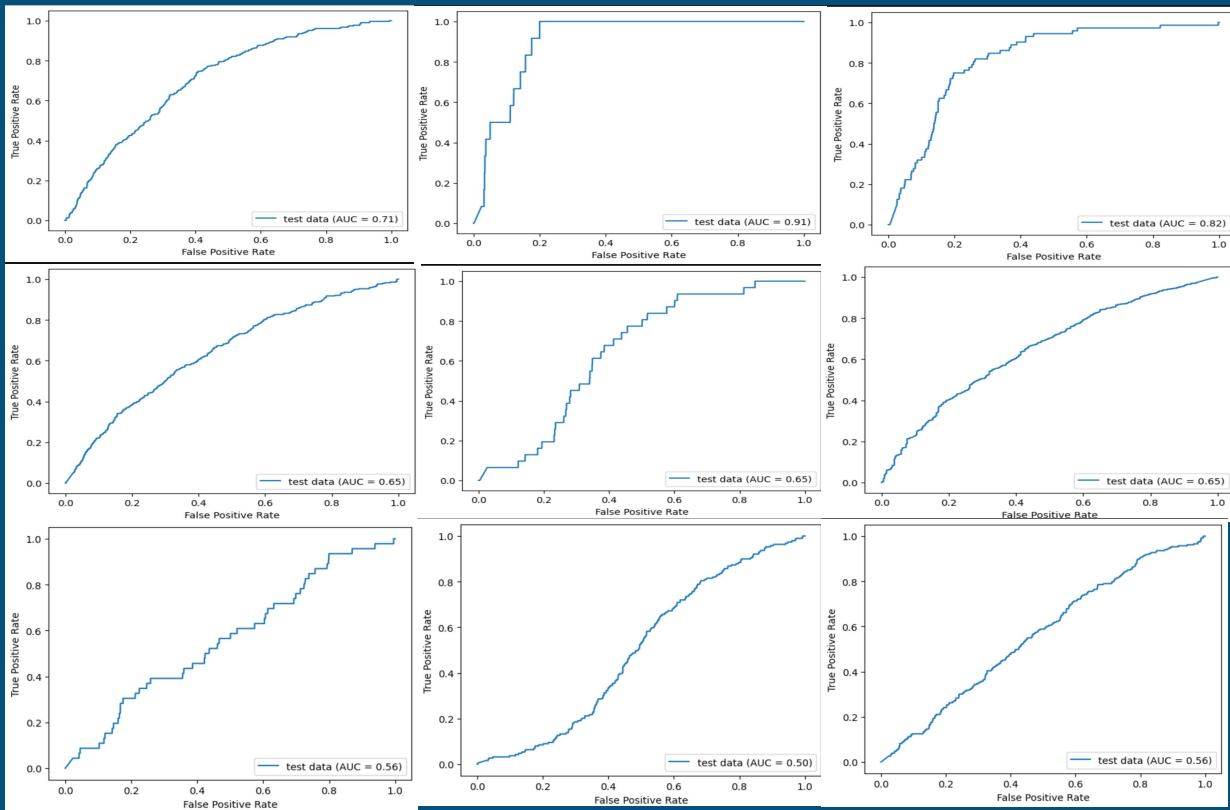 1.0
0.8
0.6
0.4
0.2
0.0
True Positive Rate
test data (AUC = 0.71)
0.0 0.2 0.4 0.6 0.8 1.0
False Positive Rate
1.0
0.8
0.6
0.4
0.2
0.0
True Positive Rate
test data (AUC = 0.91)
0.0 0.2 0.4 0.6 0.8 1.0
False Positive Rate
1.0
0.8
0.6
0.4
0.2
0.0
True Positive Rate
test data (AUC = 0.82)
0.0 0.2 0.4 0.6 0.8 1.0
False Positive Rate
1.0
0.8
0.6
0.4
0.2
0.0
True Positive Rate
test data (AUC = 0.65)
0.0 0.2 0.4 0.6 0.8 1.0
False Positive Rate
1.0
0.8
0.6
0.4
0.2
0.0
True Positive Rate
test data (AUC = 0.65)
0.0 0.2 0.4 0.6 0.8 1.0
False Positive Rate
1.0
0.8
0.6
0.4
0.2
0.0
True Positive Rate
test data (AUC = 0.65)
0.0 0.2 0.4 0.6 0.8 1.0
False Positive Rate
1.0
0.8
0.6
0.4
0.2
0.0
True Positive Rate
test data (AUC = 0.56)
0.0 0.2 0.4 0.6 0.8 1.0
False Positive Rate
1.0
0.8
0.6
0.4
0.2
0.0
True Positive Rate
test data (AUC = 0.50)
0.0 0.2 0.4 0.6 0.8 1.0
False Positive Rate
1.0
0.8
0.6
0.4
0.2
0.0
True Positive Rate
test data (AUC = 0.56)
0.0 0.2 0.4 0.6 0.8 1.0
False Positive Rate